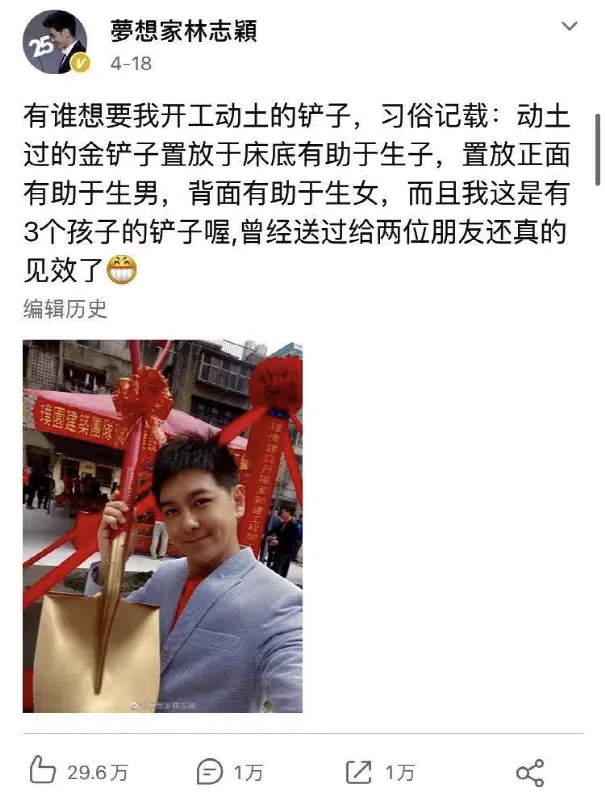 25
夢想家林志穎
4-18
有谁想要我开工动土的铲子，习俗记载：动土
过的金铲子置放于床底有助于生子，置放正面
有助于生男，背面有助于生女，而且我这是有
3个孩子的铲子喔,曾经送过给两位朋友还真的
见效了
编辑历史
璞園建築團隊
29.6万
1万
1万